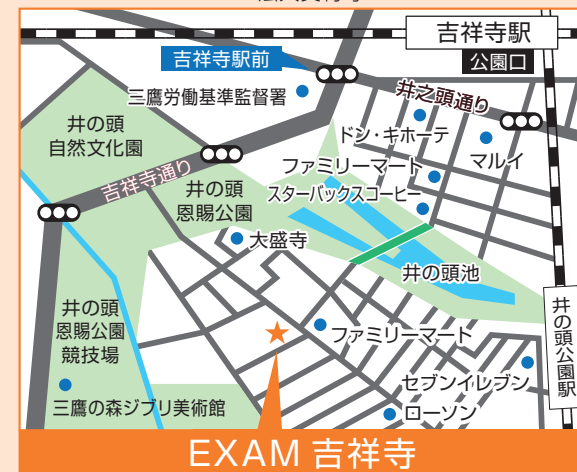 吉祥寺駅
公園口
吉祥寺駅前
三鷹労働基準監督署
井之頭通り
ドン・キホーテ
マルイ
井の頭
自然文化園
吉祥寺通り
ファミリーマート
スターバックスコーヒー
井の頭
恩賜公園
大盛寺
井の頭池
井の頭
恩賜公園
競技場
ファミリーマート
井の頭公園駅
セブンイレブン
三鷹の森ジブリ美術館
ローソン
EXAM 吉祥寺